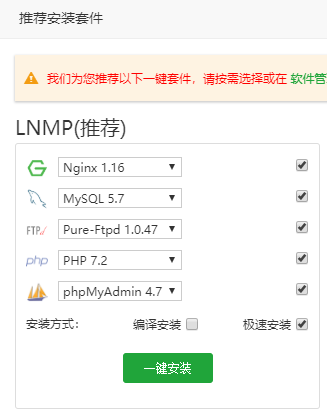 推荐安装套件
我们为您推荐以下一键套件，请按需选择或在 软件管
LNMP(推荐)
Nginx 1.16
MySQL 5.7
FTP Pure-Ftpd 1.0.47
php PHP 7.2
phpMyAdmin 4.7
安装方式： 编译安装 极速安装
一键安装